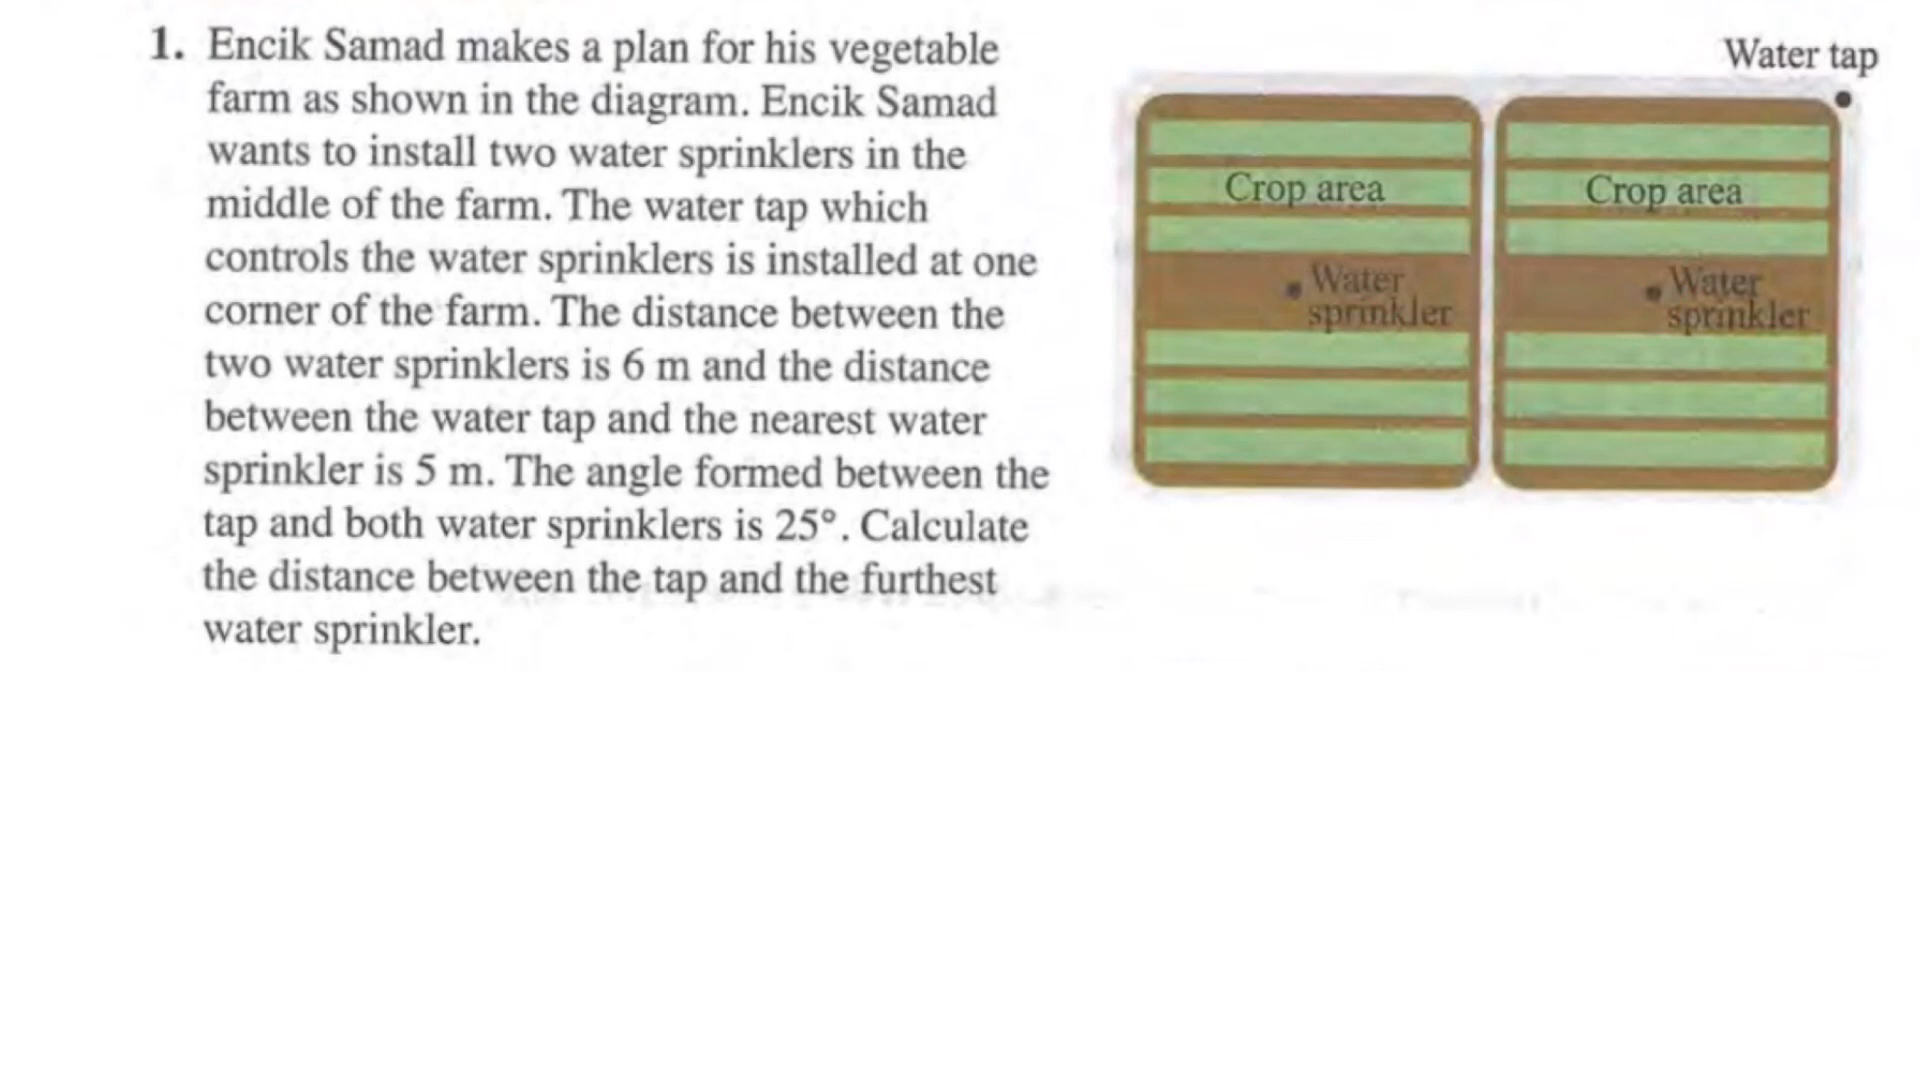 1. Encik Samad makes a plan for his vegetable
farm as shown in the diagram. Encik Samad
wants to install two water sprinklers in the
middle of the farm. The water tap which
controls the water sprinklers is installed at one
corner of the farm. The distance between the
two water sprinklers is 6 m and the distance
between the water tap and the nearest water
sprinkler is 5 m. The angle formed between the
tap and both water sprinklers is 25°. Calculate
the distance between the tap and the furthest
water sprinkler.
Water tap
Crop area
Crop area
Water
sprinkler
Water
sprinkler